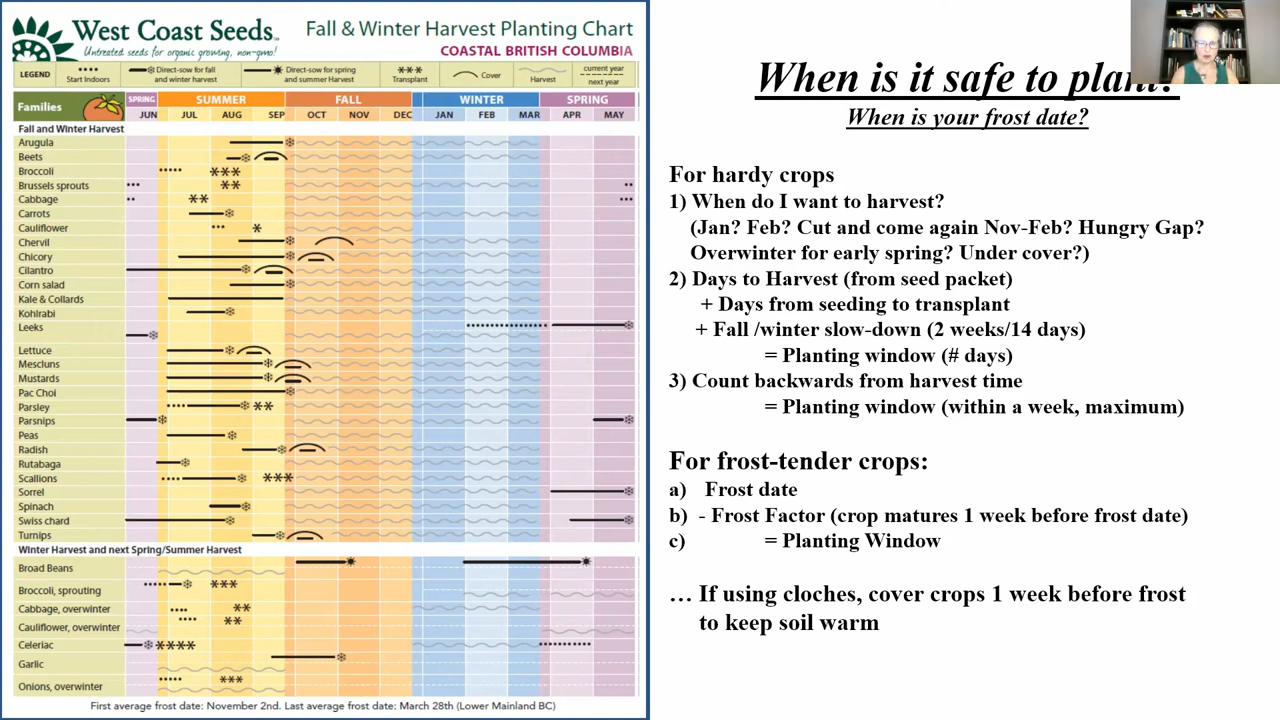 West Coast Seeds™
Untreated seeds for organic growing, non-gmo!
Fall & Winter Harvest Planting Chart
COASTAL BRITISH COLUMBIA
LEGEND
Start Indoors
Direct-sow for fall
and winter harvest
Direct-sow for spring
and summer Harvest
Transplant
Cover
Harvest
current year
next year
Families
SPRING SUMMER FALL WINTER SPRING
JUN JUL AUG SEP OCT NOV DEC JAN FEB MAR APR MAY
Fall and Winter Harvest
Arugula
Beets
Broccoli
Brussels sprouts
Cabbage
Carrots
Cauliflower
Chervil
Chicory
Cilantro
Corn salad
Kale & Collards
Kohlrabi
Leeks
Lettuce
Mescluns
Mustards
Pac Choi
Parsley
Parsnips
Peas
Radish
Rutabaga
Scallions
Sorrel
Spinach
Swiss chard
Turnips
Winter Harvest and next Spring/Summer Harvest
Broad Beans
Broccoli, sprouting
Cabbage, overwinter
Cauliflower, overwinter
Celeriac
Garlic
Onions, overwinter
First average frost date: November 2nd. Last average frost date: March 28th (Lower Mainland BC)
When is it safe to plant?
When is your frost date?
For hardy crops
1) When do I want to harvest?
(Jan? Feb? Cut and come again Nov-Feb? Hungry Gap?
Overwinter for early spring? Under cover?)
2) Days to Harvest (from seed packet)
+ Days from seeding to transplant
+ Fall /winter slow-down (2 weeks/14 days)
= Planting window (# days)
3) Count backwards from harvest time
= Planting window (within a week, maximum)
For frost-tender crops:
a) Frost date
b) - Frost Factor (crop matures 1 week before frost date)
c) = Planting Window
… If using cloches, cover crops 1 week before frost
to keep soil warm